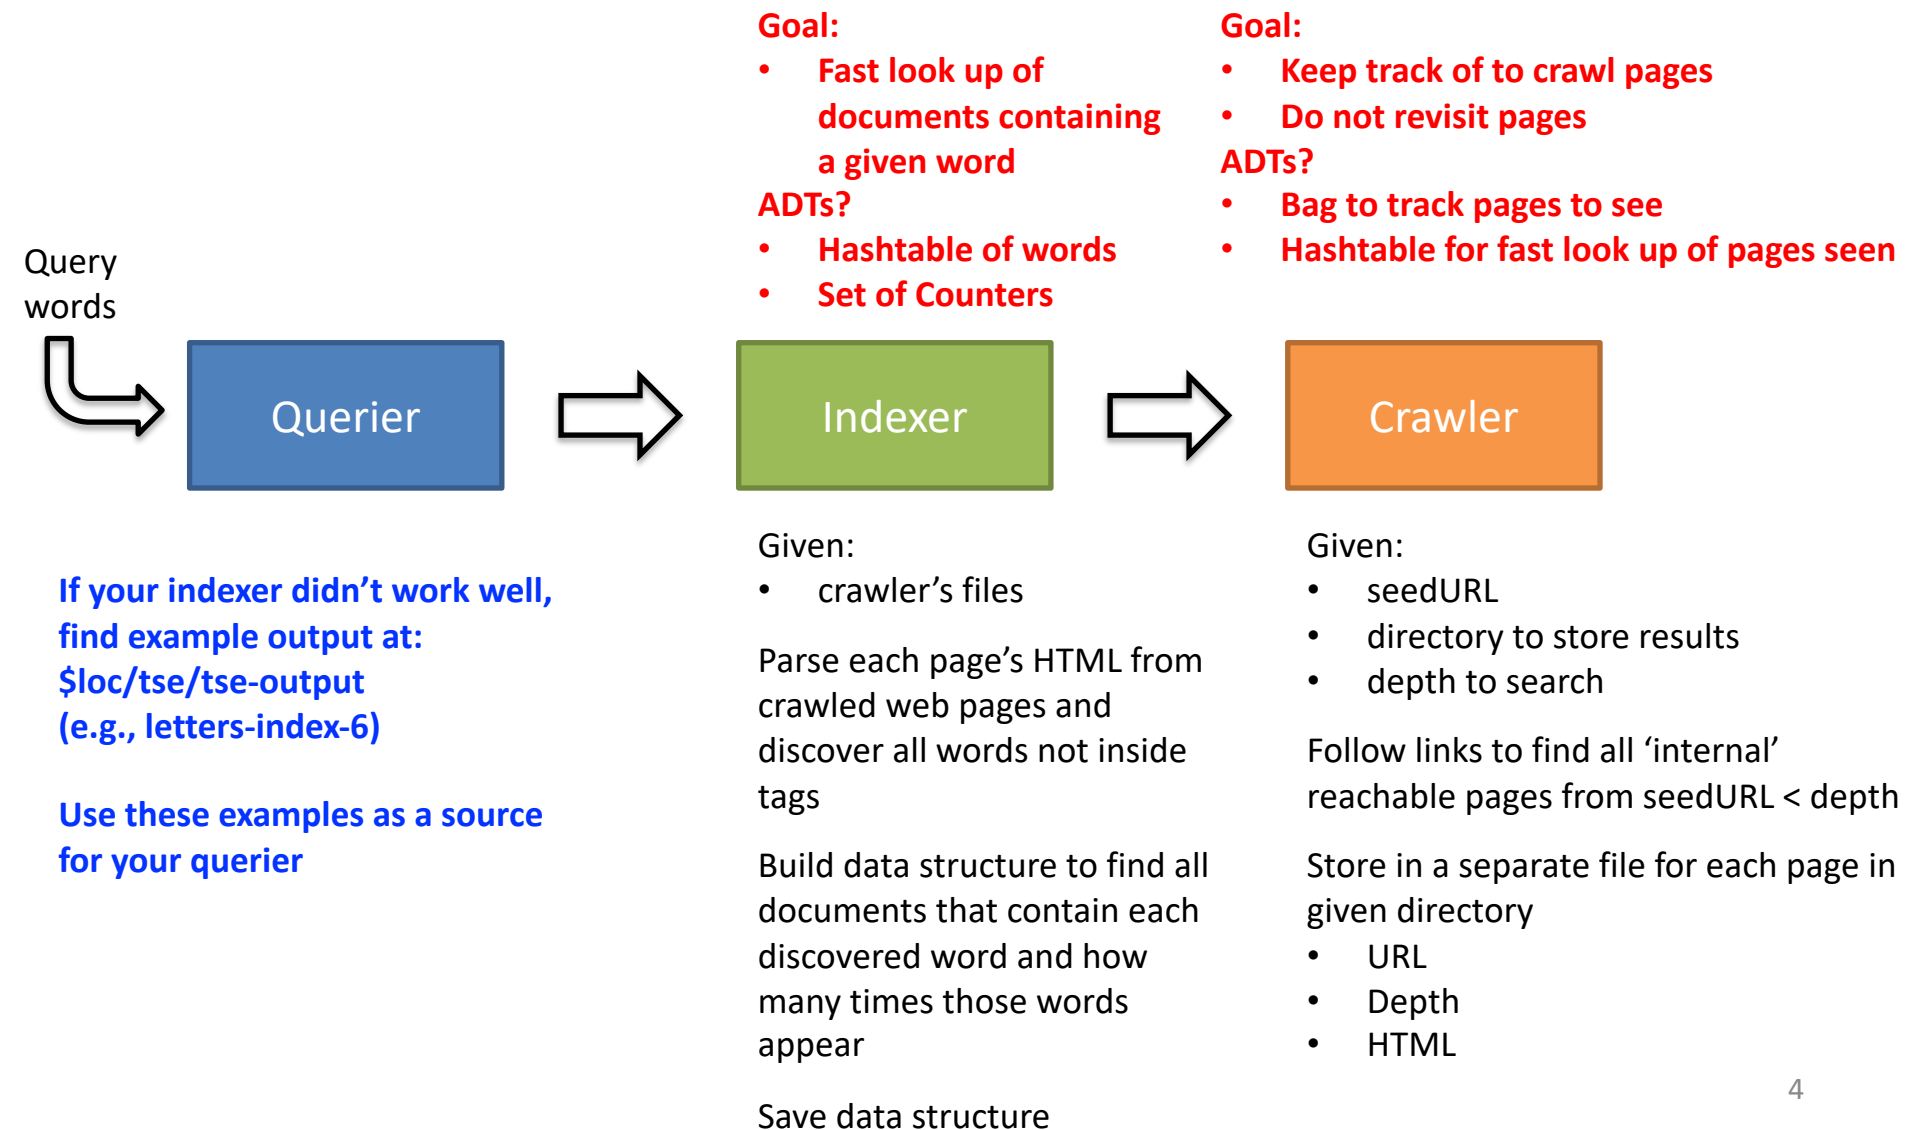 Query
words
Querier
If your indexer didn’t work well,
find example output at:
$loc/tse/tse-output
(e.g., letters-index-6)
Use these examples as a source
for your querier
Goal:
• Fast look up of
documents containing
a given word
ADTs?
• Hashtable of words
• Set of Counters
Indexer
Given:
• crawler’s files
Parse each page’s HTML from
crawled web pages and
discover all words not inside
tags
Build data structure to find all
documents that contain each
discovered word and how
many times those words
appear
Save data structure
Goal:
• Keep track of to crawl pages
• Do not revisit pages
ADTs?
• Bag to track pages to see
• Hashtable for fast look up of pages seen
Crawler
Given:
• seedURL
• directory to store results
• depth to search
Follow links to find all ‘internal’
reachable pages from seedURL < depth
Store in a separate file for each page in
given directory
• URL
• Depth
• HTML
4